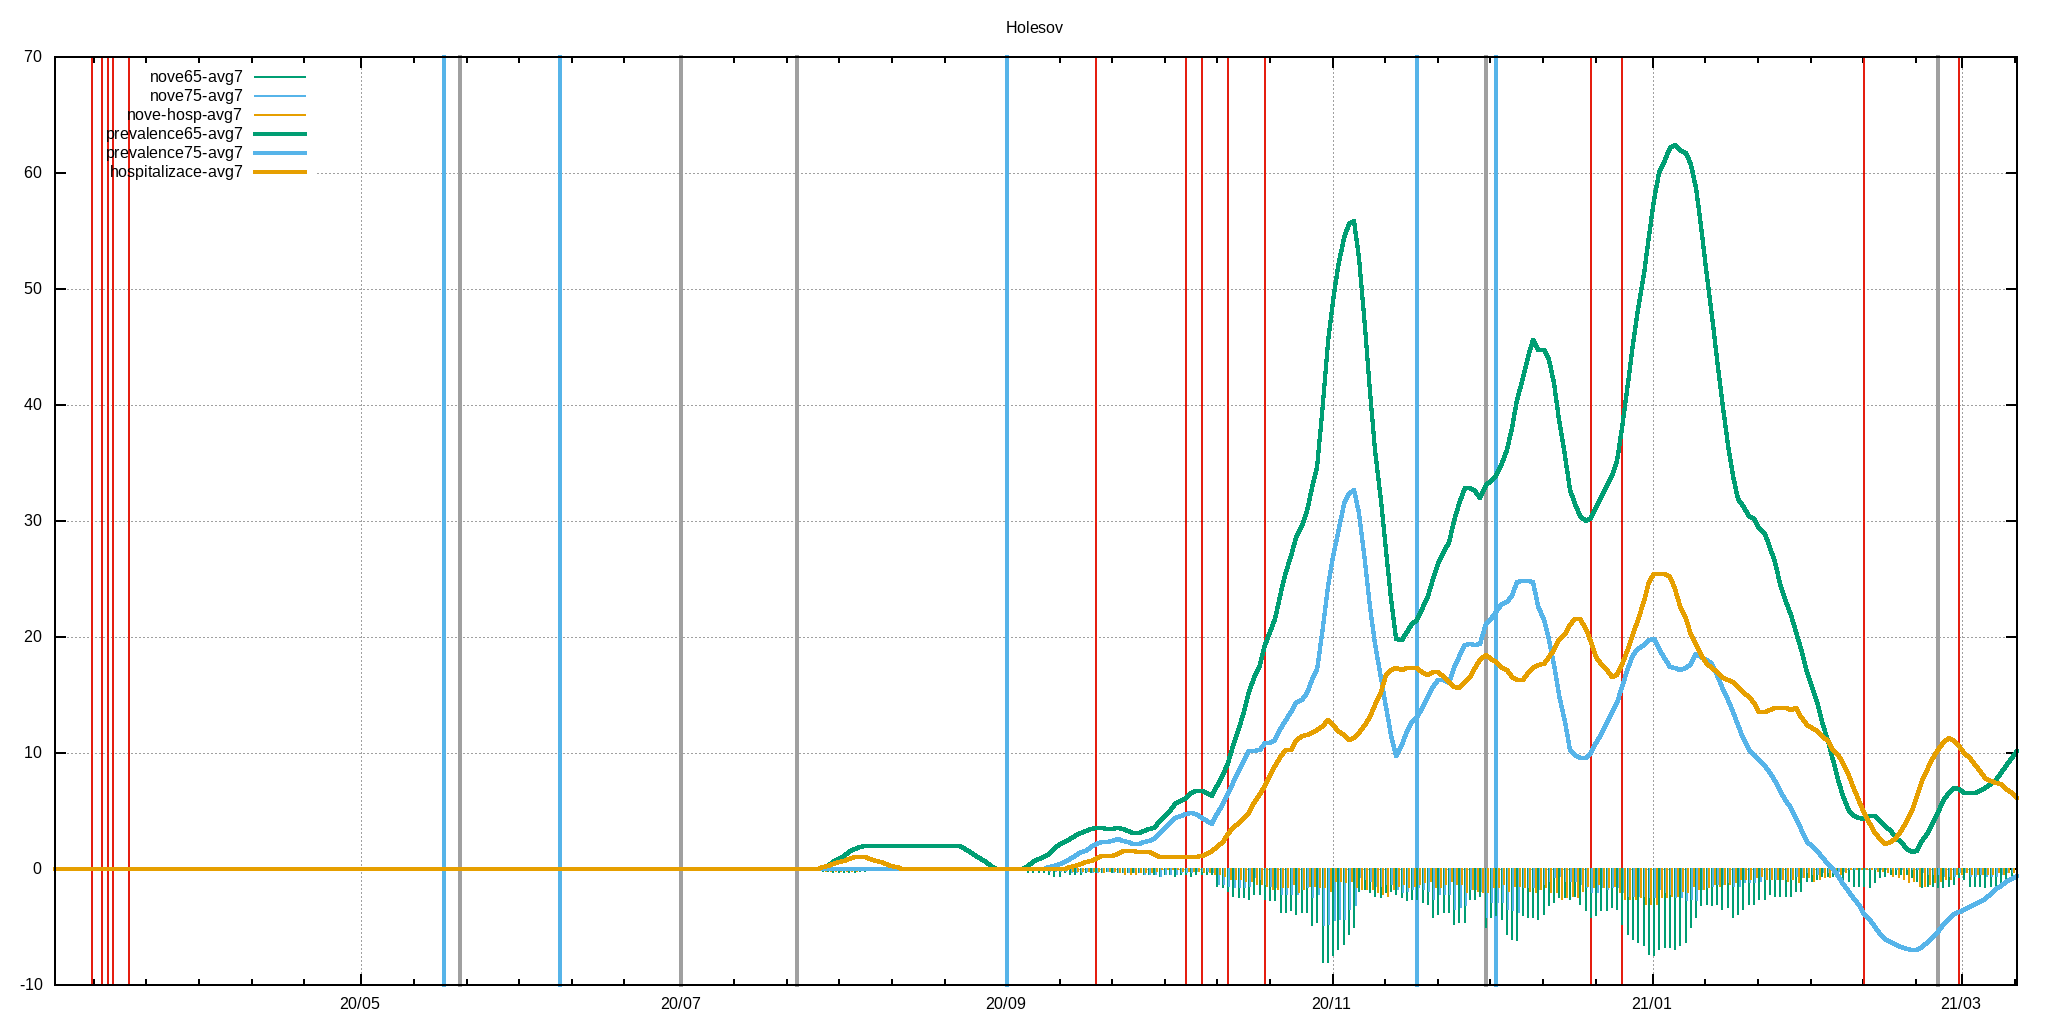 Holesov
70
60
50
40
30
20
10
0
-10
nove65-avg7
nove75-avg7
nove-hosp-avg7
prevalence65-avg7
prevalence75-avg7
hospitalizace-avg7
20/05 20/07 20/09 20/11 21/01 21/03